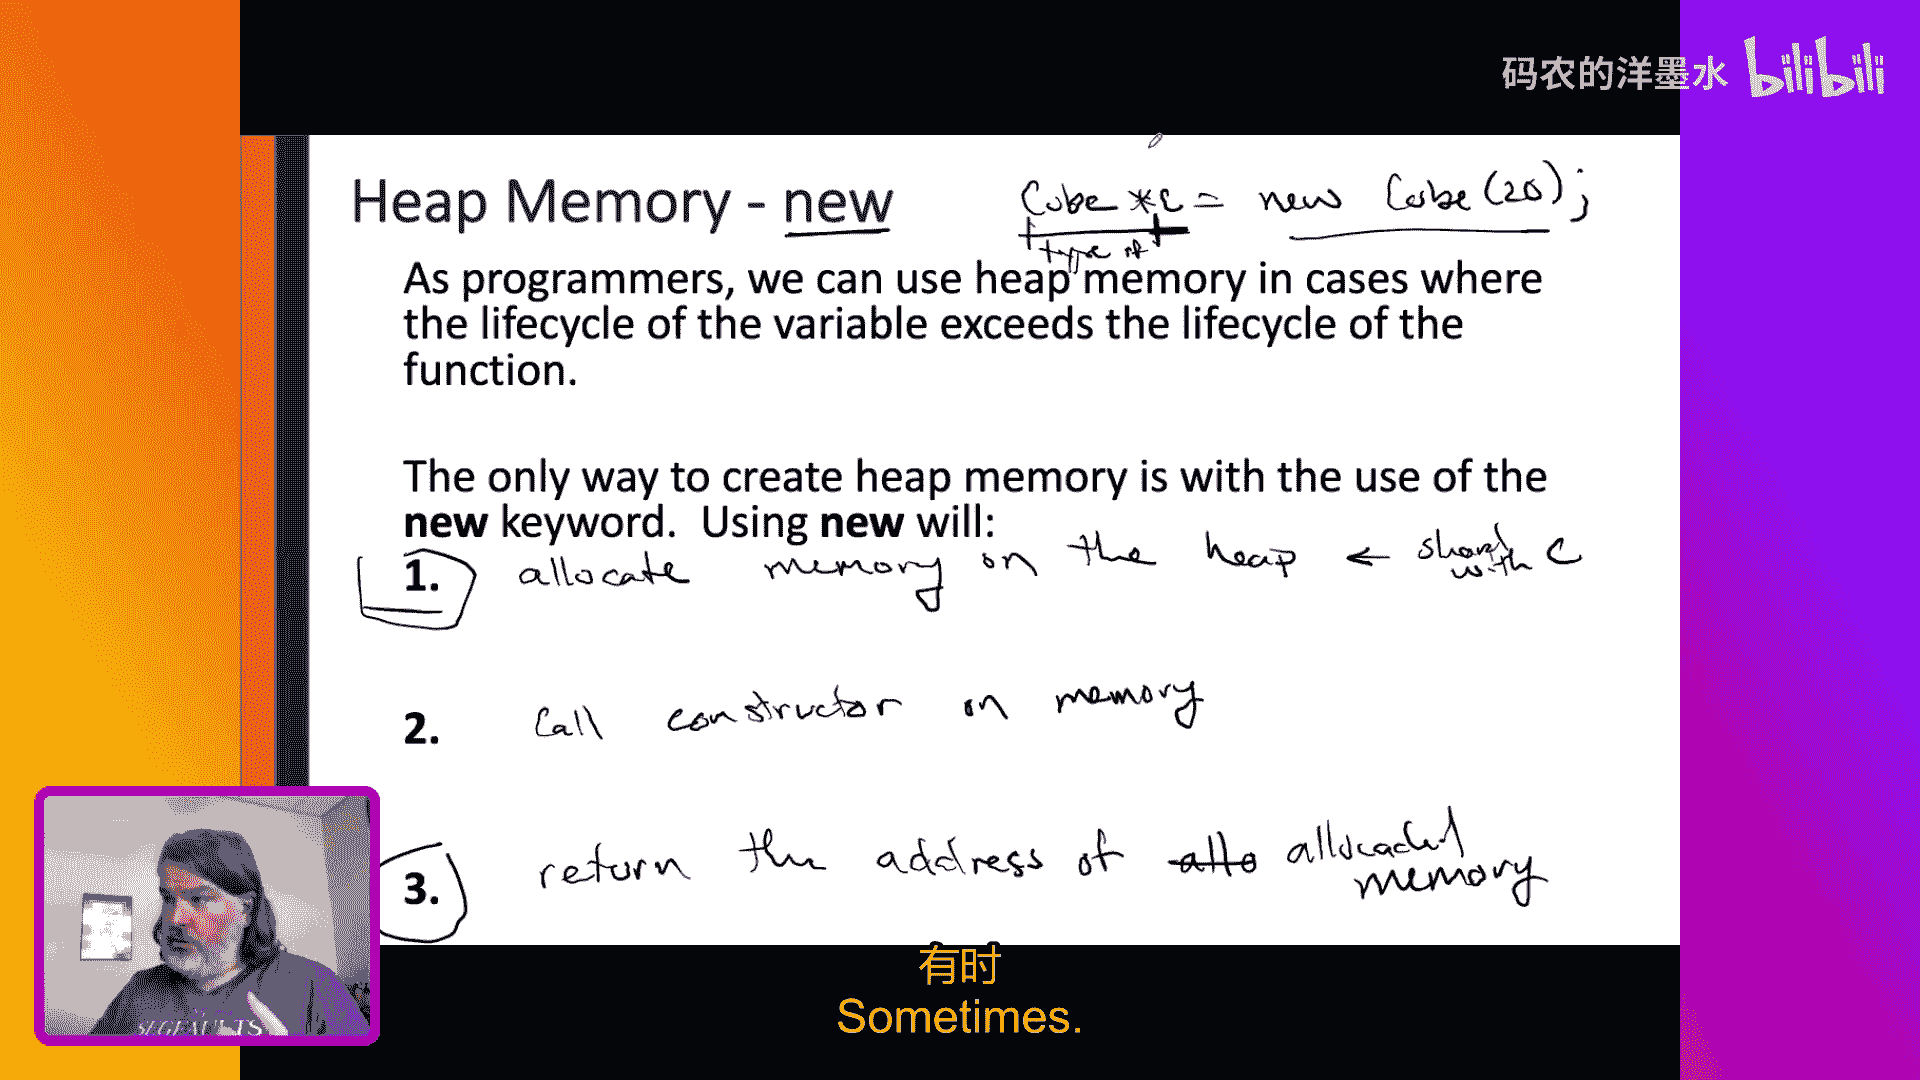 码农的洋墨水 bilibili
Heap Memory - new
Cube *c = new Cube(20);
type of
As programmers, we can use heap memory in cases where
the lifecycle of the variable exceeds the lifecycle of the
function.
The only way to create heap memory is with the use of the
new keyword. Using new will:
1. allocate memory on the heap ← shared with C
2. Call constructor on memory
3. return the address of allo allocated
memory
SEGFAULTS
有时
Sometimes.